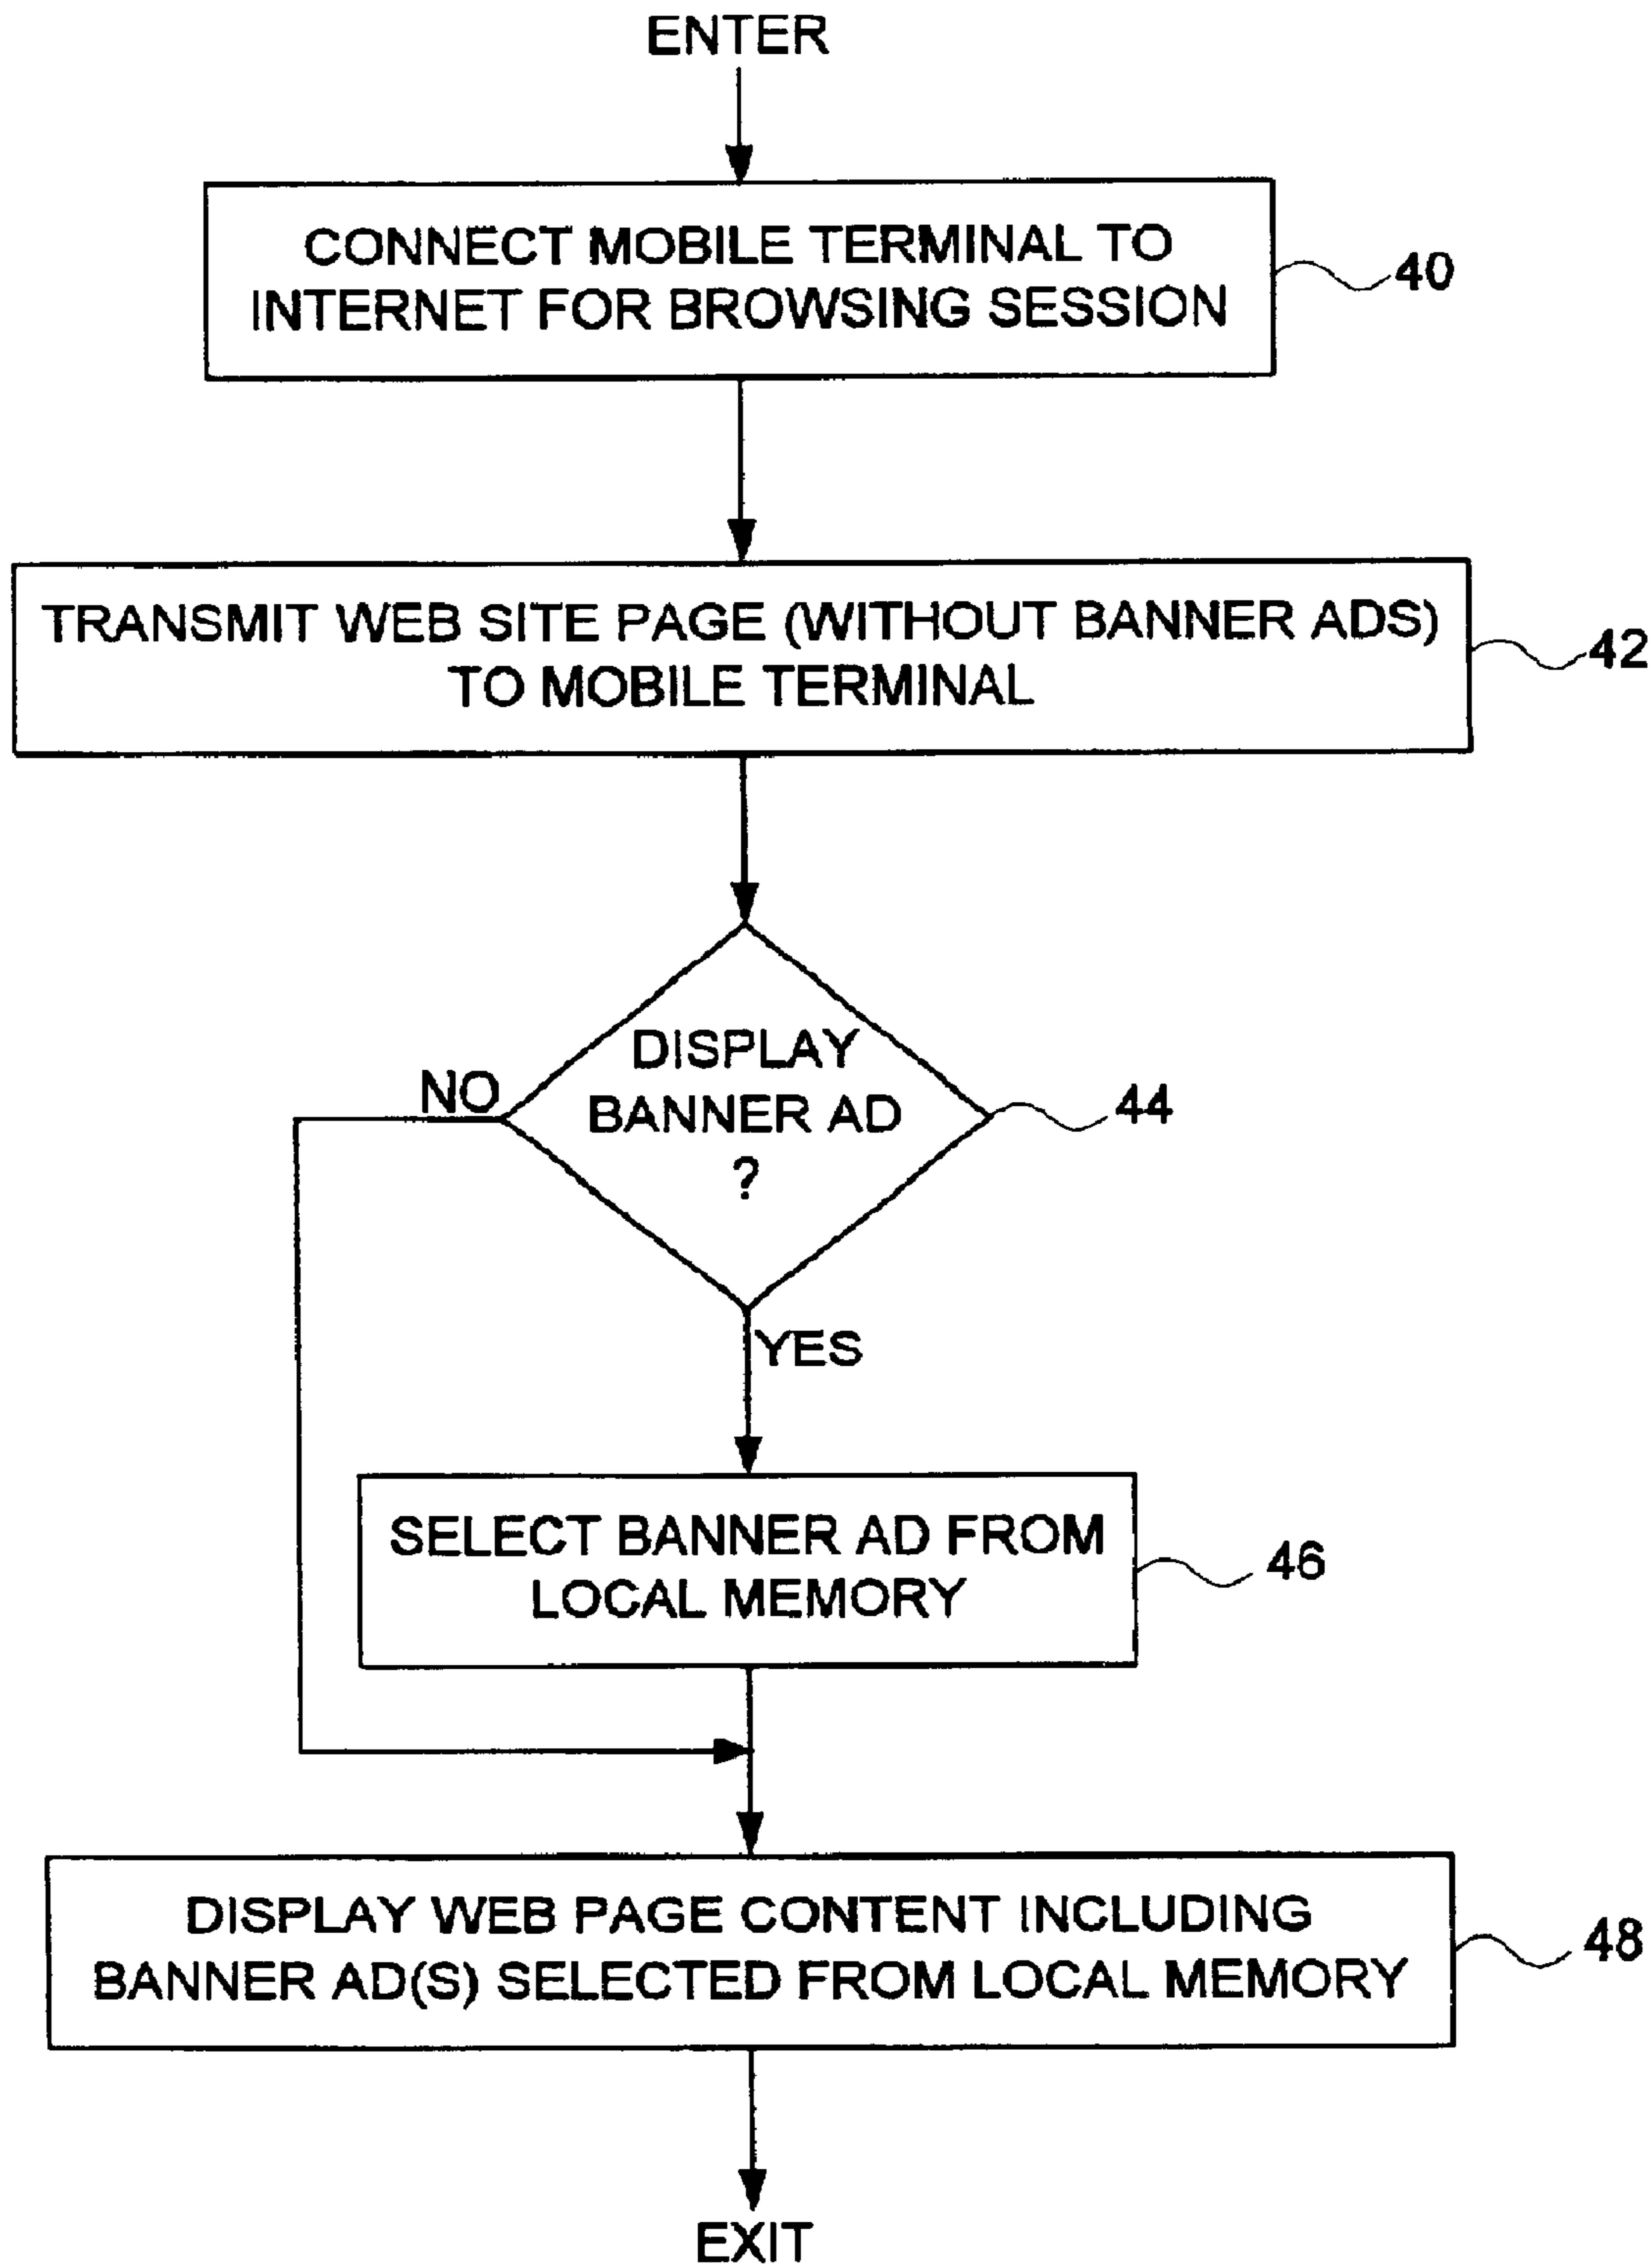 ENTER
CONNECT MOBILE TERMINAL TO
INTERNET FOR BROWSING SESSION
40
TRANSMIT WEB SITE PAGE (WITHOUT BANNER ADS)
TO MOBILE TERMINAL
42
DISPLAY
BANNER AD
?
NO
44
YES
SELECT BANNER AD FROM
LOCAL MEMORY
46
DISPLAY WEB PAGE CONTENT INCLUDING
BANNER AD(S) SELECTED FROM LOCAL MEMORY
48
EXIT